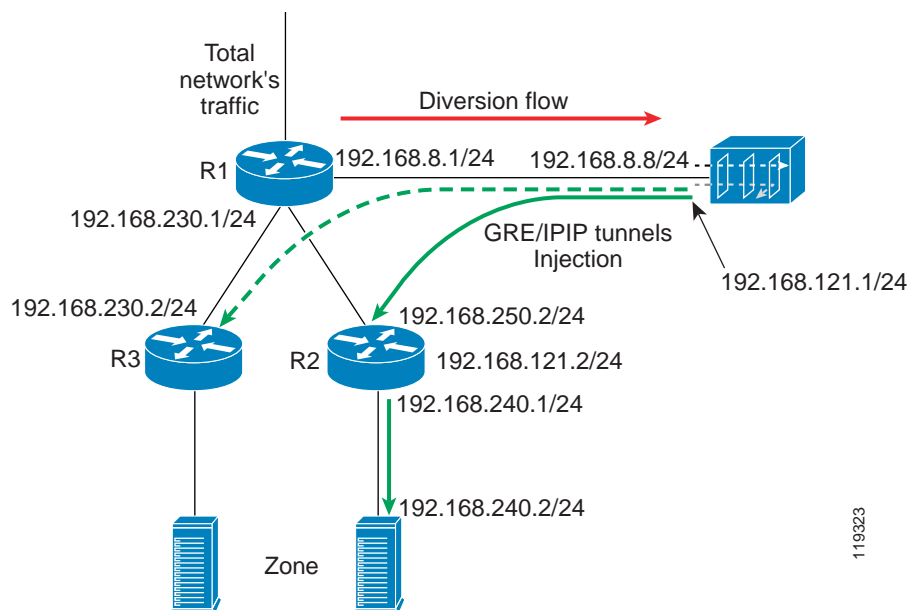 Total
network's
traffic
Diversion flow
192.168.8.1/24
192.168.8.8/24
R1
192.168.230.1/24
GRE/IPIP tunnels
Injection
192.168.121.1/24
192.168.230.2/24
192.168.250.2/24
R3
R2
192.168.121.2/24
192.168.240.1/24
192.168.240.2/24
Zone
119323